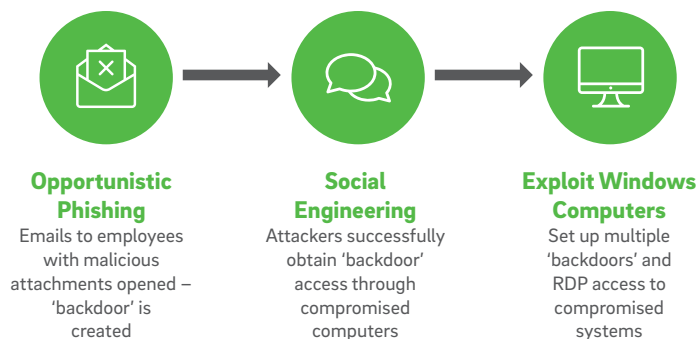 Opportunistic
Phishing
Emails to employees
with malicious
attachments opened –
‘backdoor’ is
created
Social
Engineering
Attackers successfully
obtain ‘backdoor’
access through
compromised
computers
Exploit Windows
Computers
Set up multiple
‘backdoors’ and
RDP access to
compromised
systems